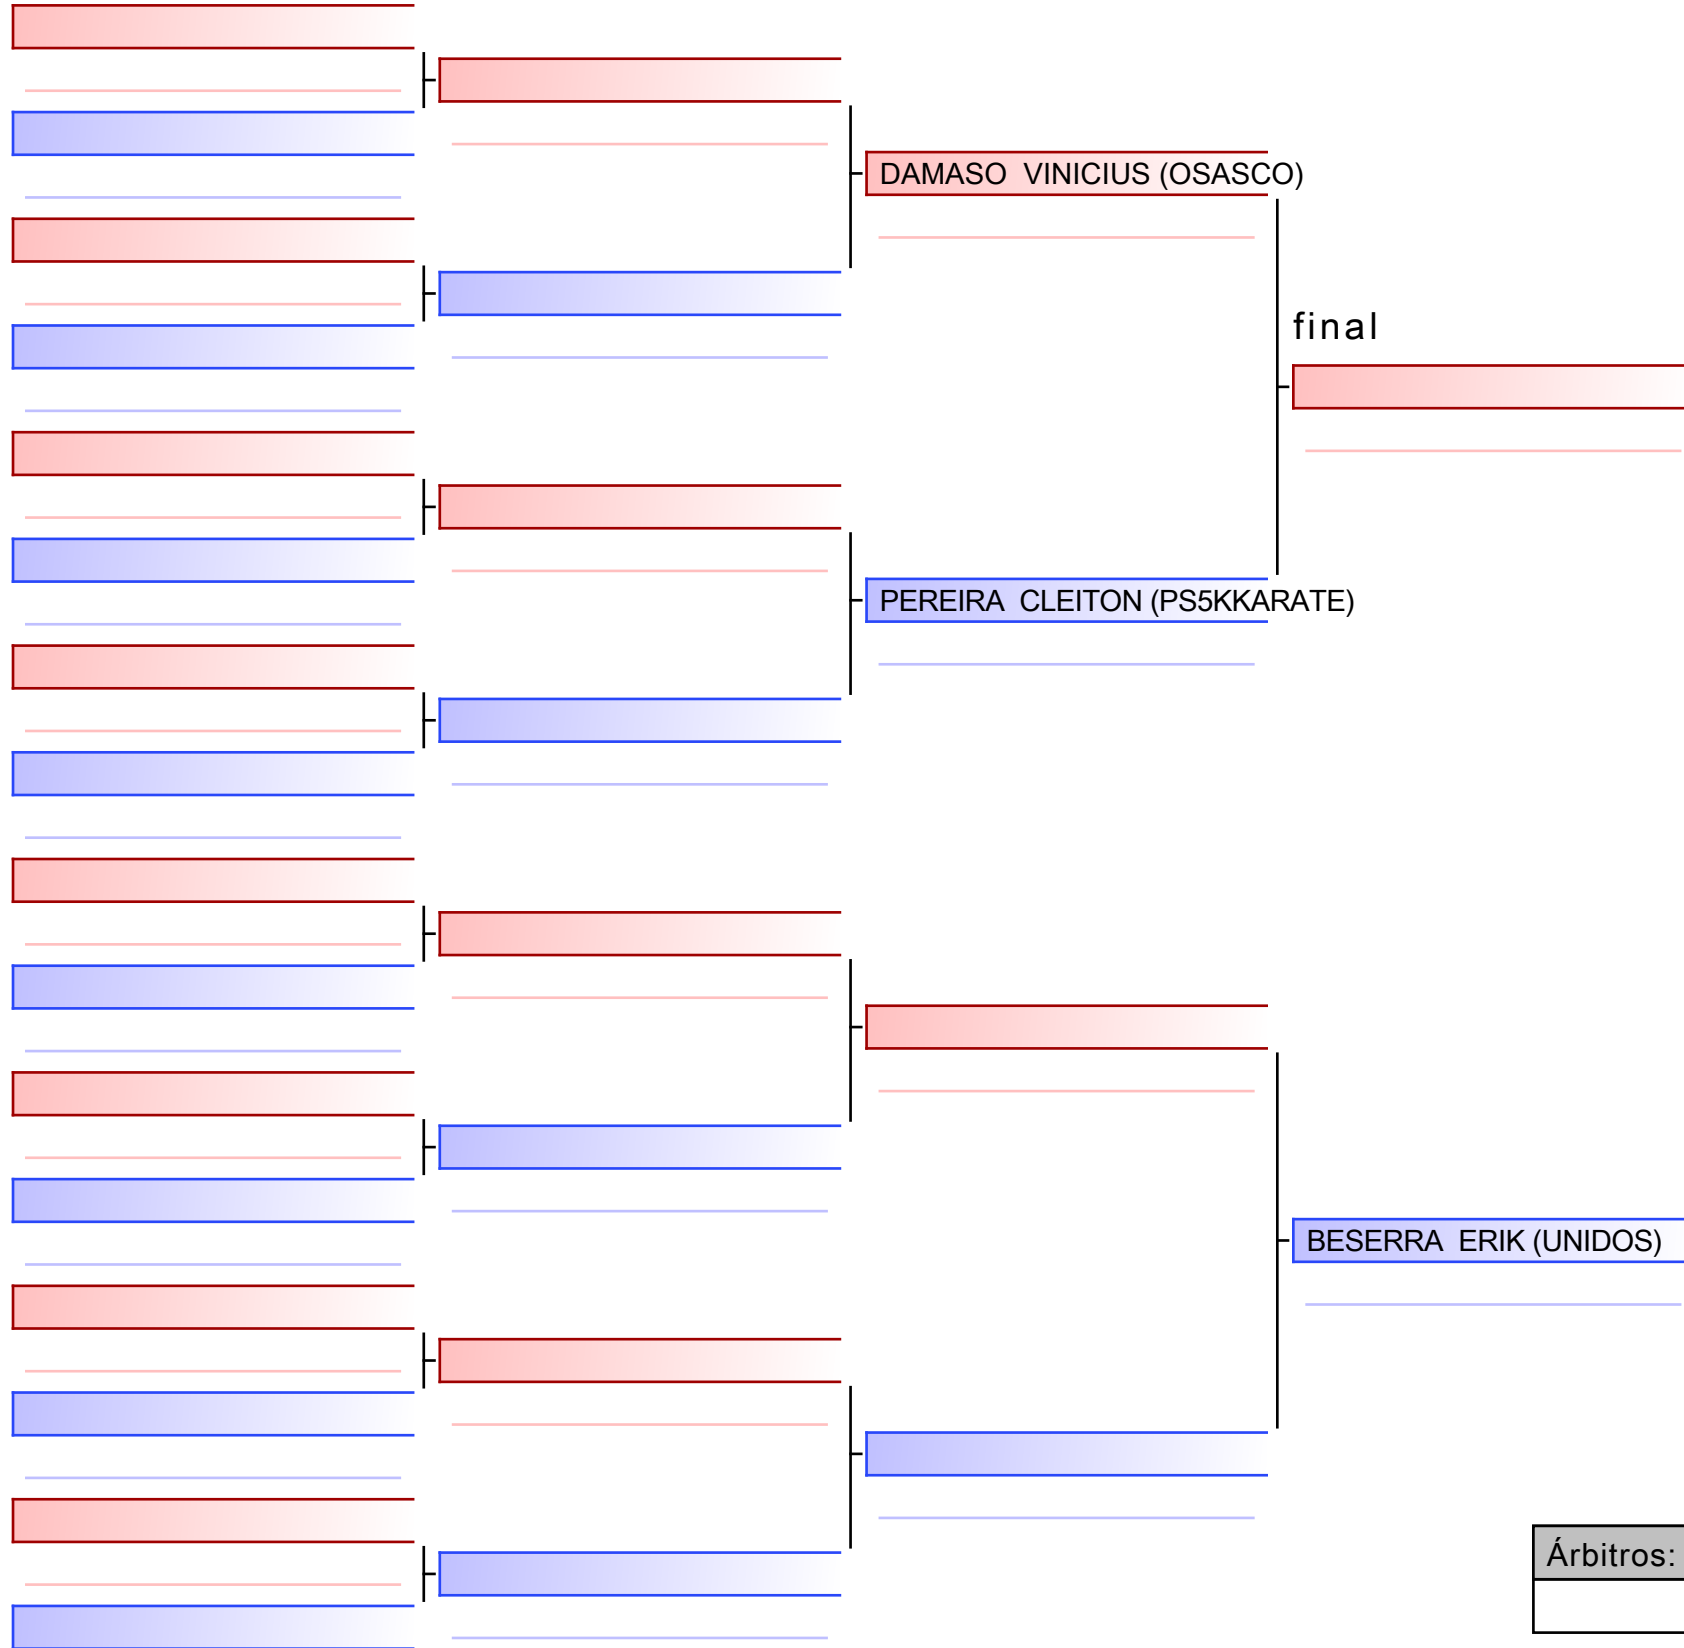 DAMASO VINICIUS (OSASCO)
final
PEREIRA CLEITON (PS5KKARATE)
BESERRA ERIK (UNIDOS)
Árbitros: